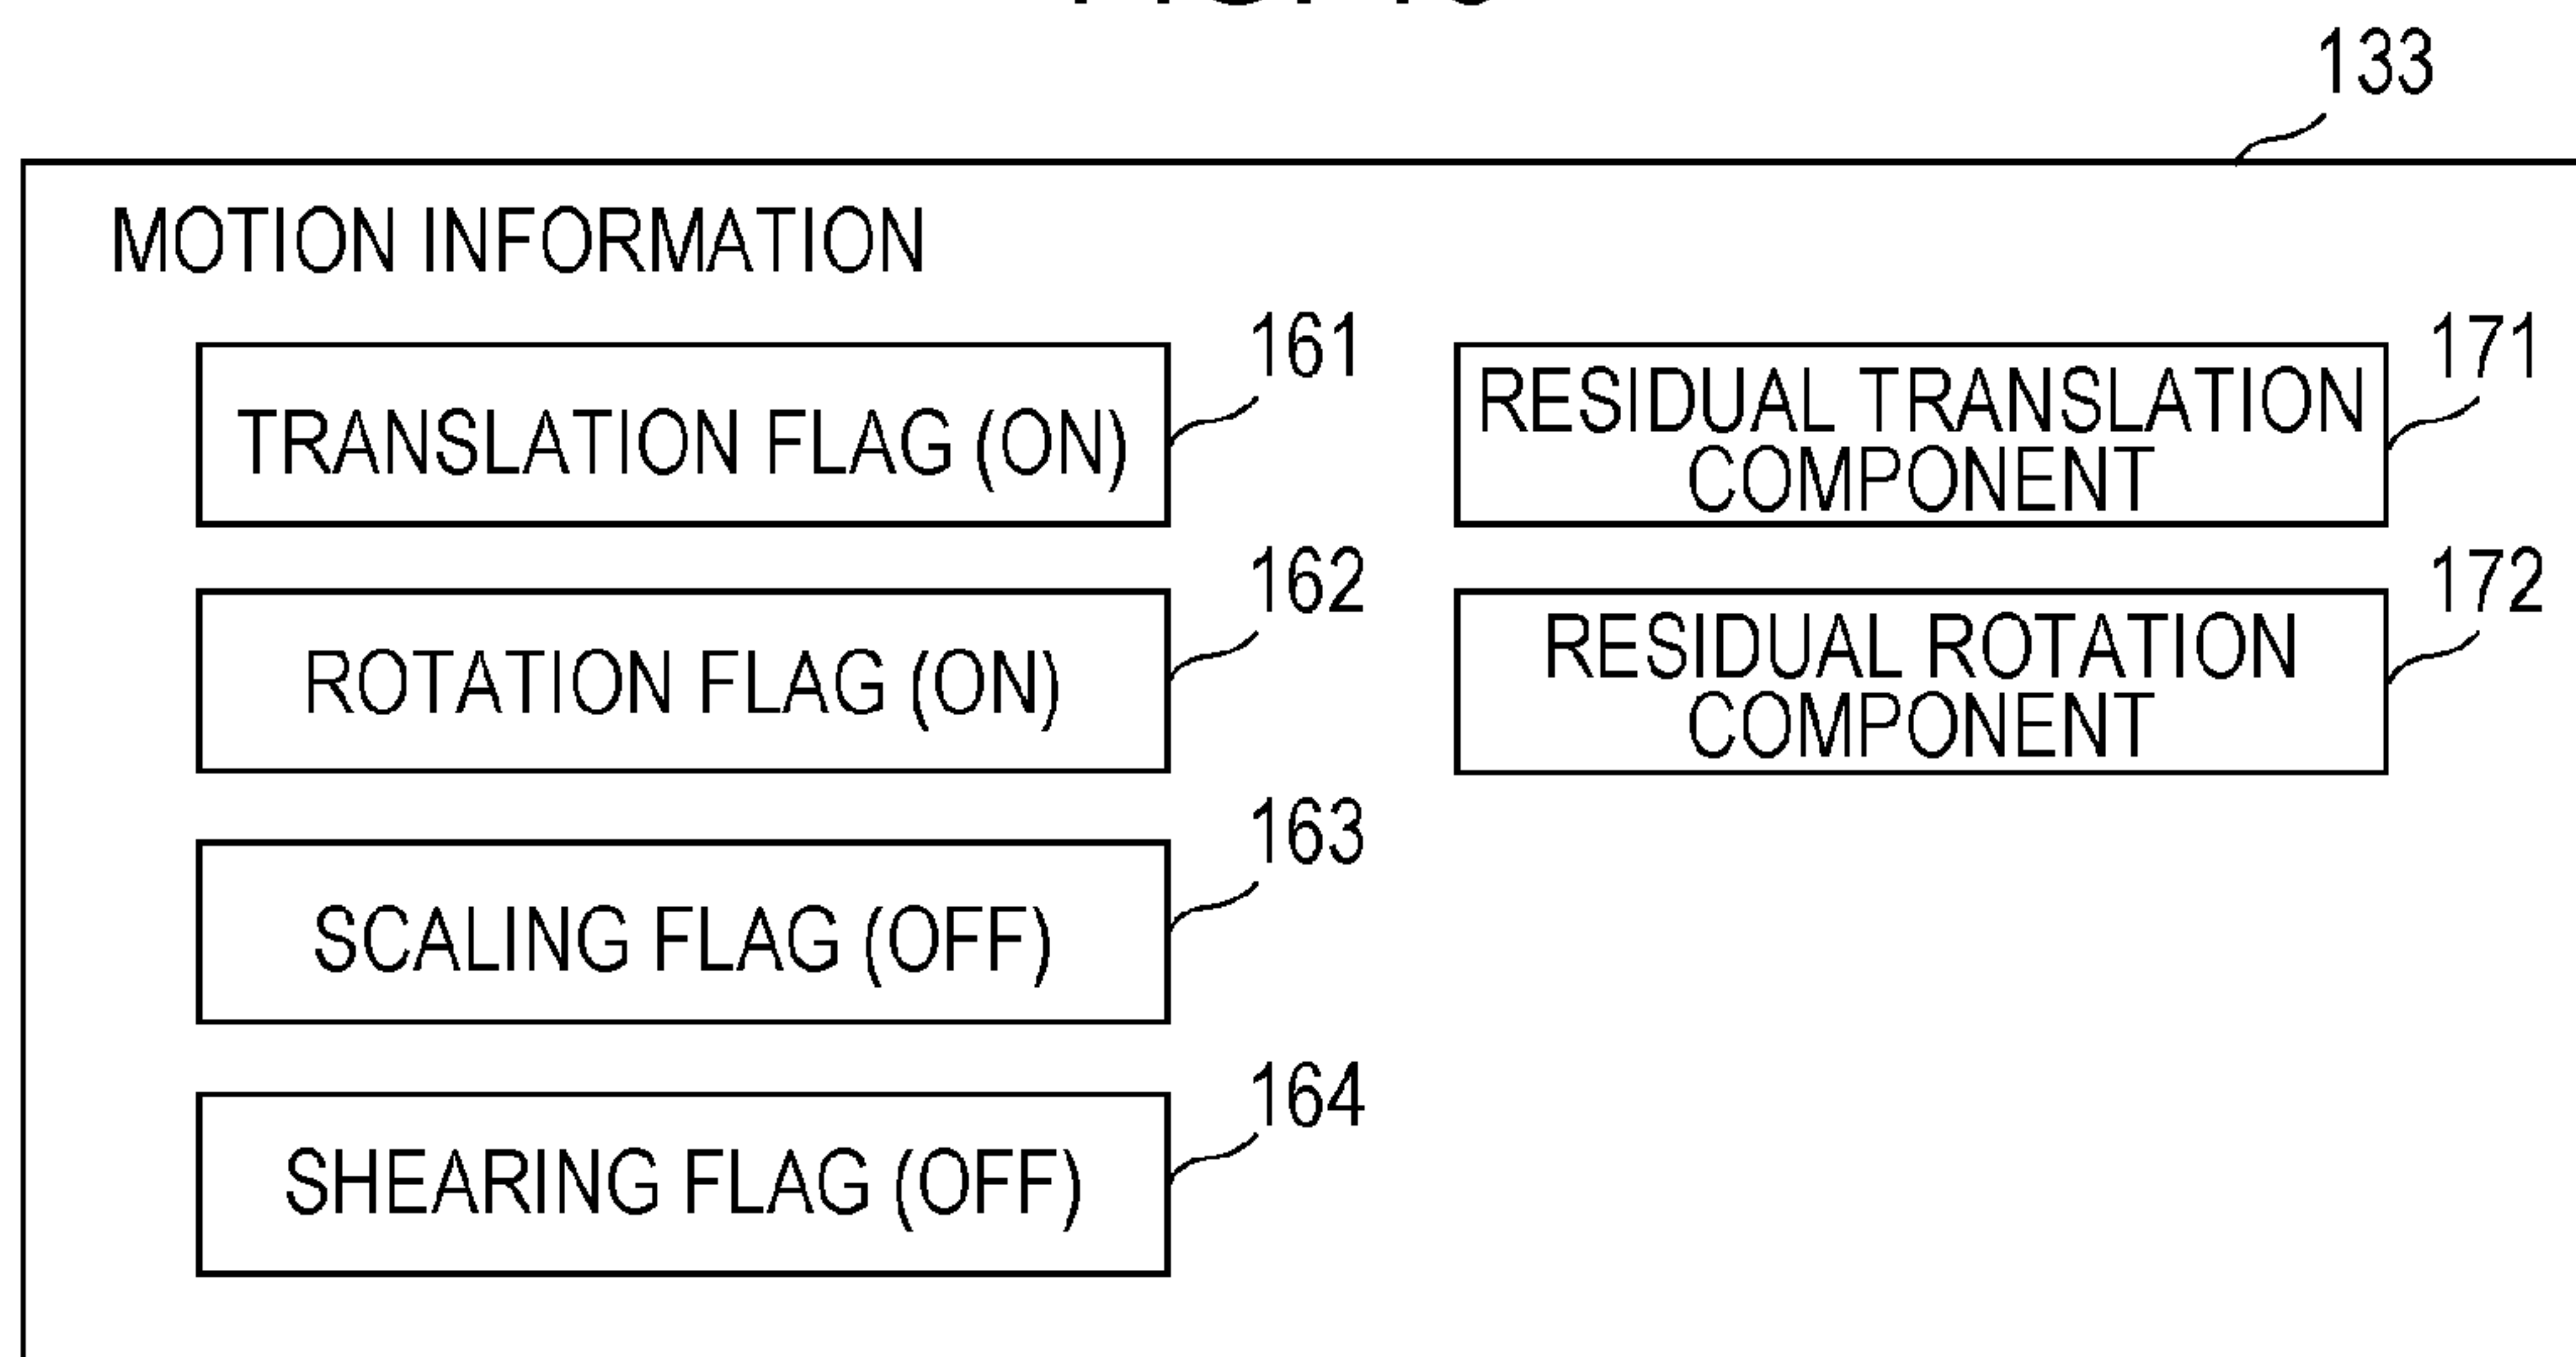 133
MOTION INFORMATION
TRANSLATION FLAG (ON)
161
RESIDUAL TRANSLATION
COMPONENT
171
ROTATION FLAG (ON)
162
RESIDUAL ROTATION
COMPONENT
172
SCALING FLAG (OFF)
163
SHEARING FLAG (OFF)
164